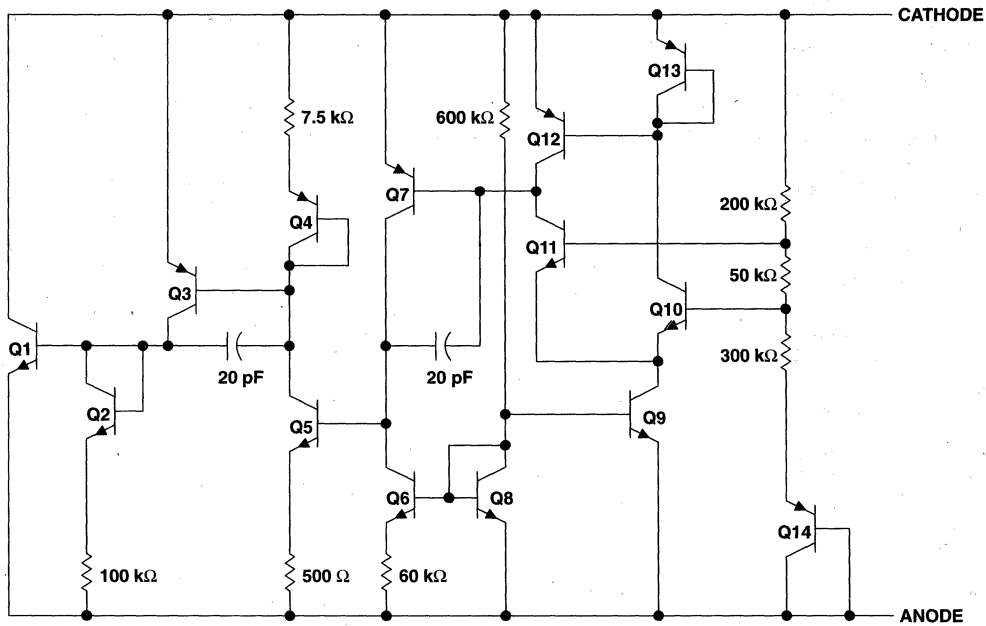 CATHODE
Q13
7.5 kΩ
600 kΩ
Q12
Q7
Q4
200 kΩ
Q11
50 kΩ
Q3
Q10
Q1
20 pF
20 pF
300 kΩ
Q2
Q5
Q9
Q6
Q8
Q14
100 kΩ
500 Ω
60 kΩ
ANODE